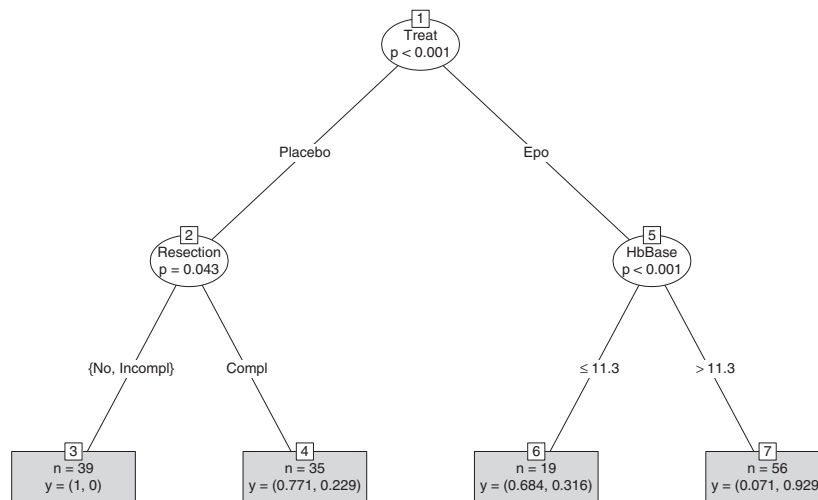 1
Treat
p < 0.001
Placebo
Epo
2
Resection
p = 0.043
5
HbBase
p < 0.001
{No, Incompl}
Compl
≤ 11.3
> 11.3
3
n = 39
y = (1, 0)
4
n = 35
y = (0.771, 0.229)
6
n = 19
y = (0.684, 0.316)
7
n = 56
y = (0.071, 0.929)